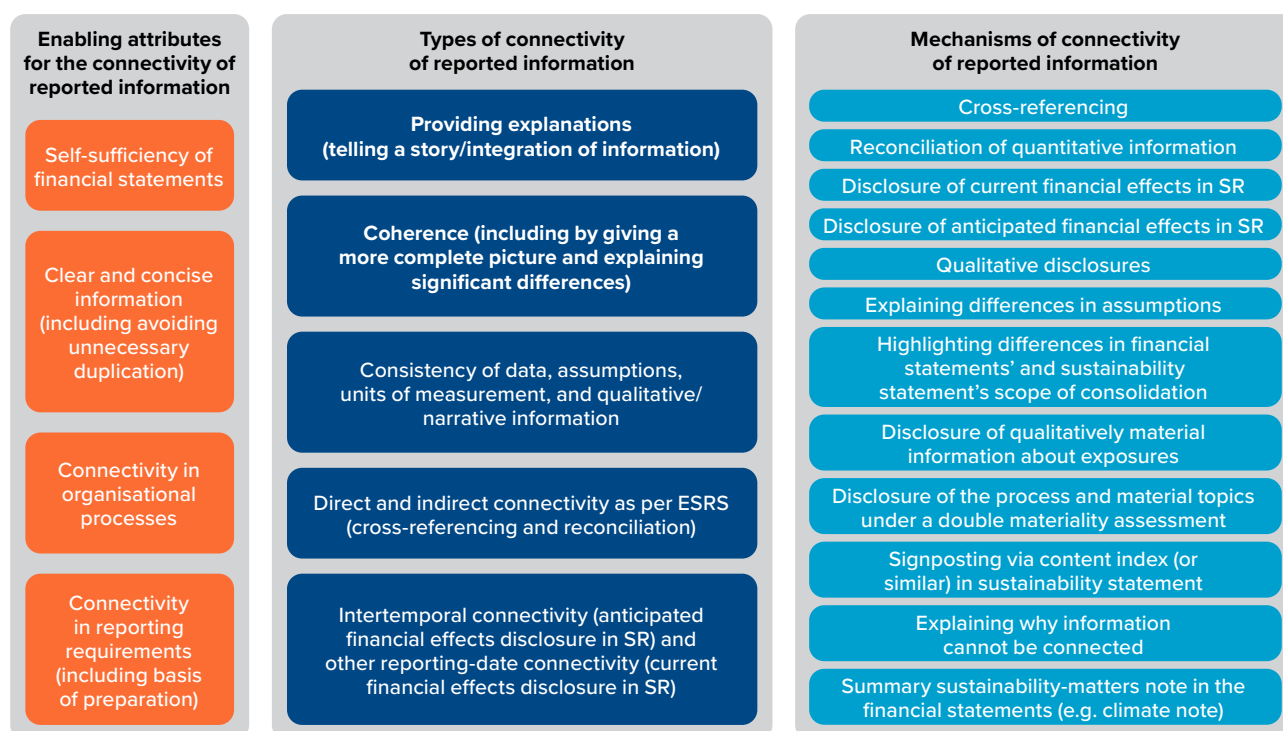 Enabling attributes
for the connectivity of
reported information
Self-sufficiency of
financial statements
Clear and concise
information
(including avoiding
unnecessary
duplication)
Connectivity in
organisational
processes
Connectivity
in reporting
requirements
(including basis
of preparation)
Types of connectivity
of reported information
Providing explanations
(telling a story/integration of information)
Coherence (including by giving a
more complete picture and explaining
significant differences)
Consistency of data, assumptions,
units of measurement, and qualitative/
narrative information
Direct and indirect connectivity as per ESRS
(cross-referencing and reconciliation)
Intertemporal connectivity (anticipated
financial effects disclosure in SR) and
other reporting-date connectivity (current
financial effects disclosure in SR)
Mechanisms of connectivity
of reported information
Cross-referencing
Reconciliation of quantitative information
Disclosure of current financial effects in SR
Disclosure of anticipated financial effects in SR
Qualitative disclosures
Explaining differences in assumptions
Highlighting differences in financial
statements' and sustainability
statement's scope of consolidation
Disclosure of qualitatively material
information about exposures
Disclosure of the process and material topics
under a double materiality assessment
Signposting via content index (or
similar) in sustainability statement
Explaining why information
cannot be connected
Summary sustainability-matters note in the
financial statements (e.g. climate note)